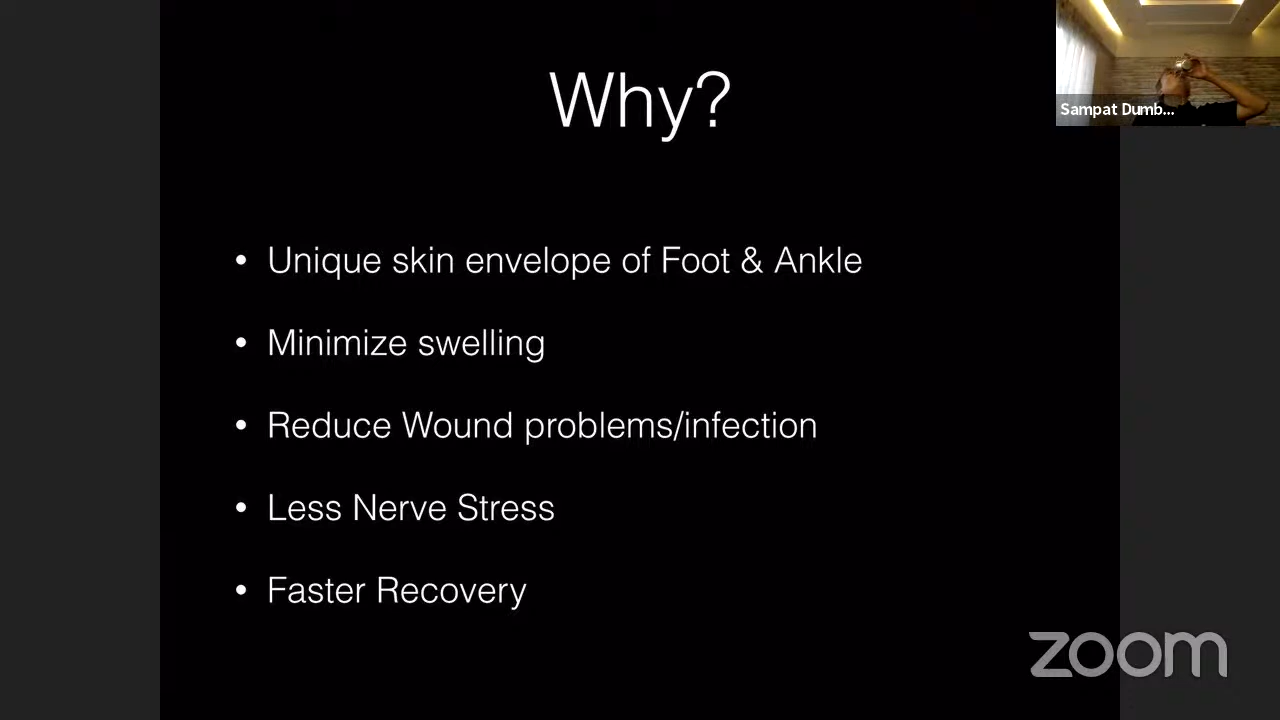 Why?
Sampat Dumb...
• Unique skin envelope of Foot & Ankle
• Minimize swelling
• Reduce Wound problems/infection
• Less Nerve Stress
• Faster Recovery
zoom